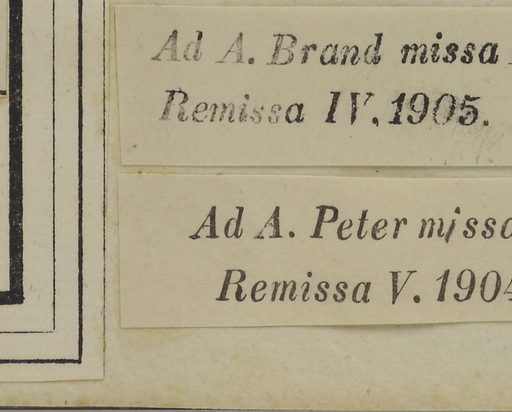 Ad A. Brand missa
Remissa IV. 1905.
Ad A. Peter missa
Remissa V. 1904